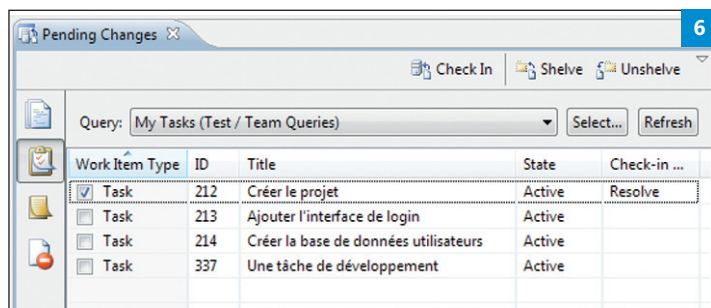 Pending Changes
6
Check In Shelve Unshelve
Query: My Tasks (Test / Team Queries) Select... Refresh
Work Item Type ID Title State Check-in ...
Task 212 Créer le projet Active Resolve
Task 213 Ajouter l'interface de login Active
Task 214 Créer la base de données utilisateurs Active
Task 337 Une tâche de développement Active